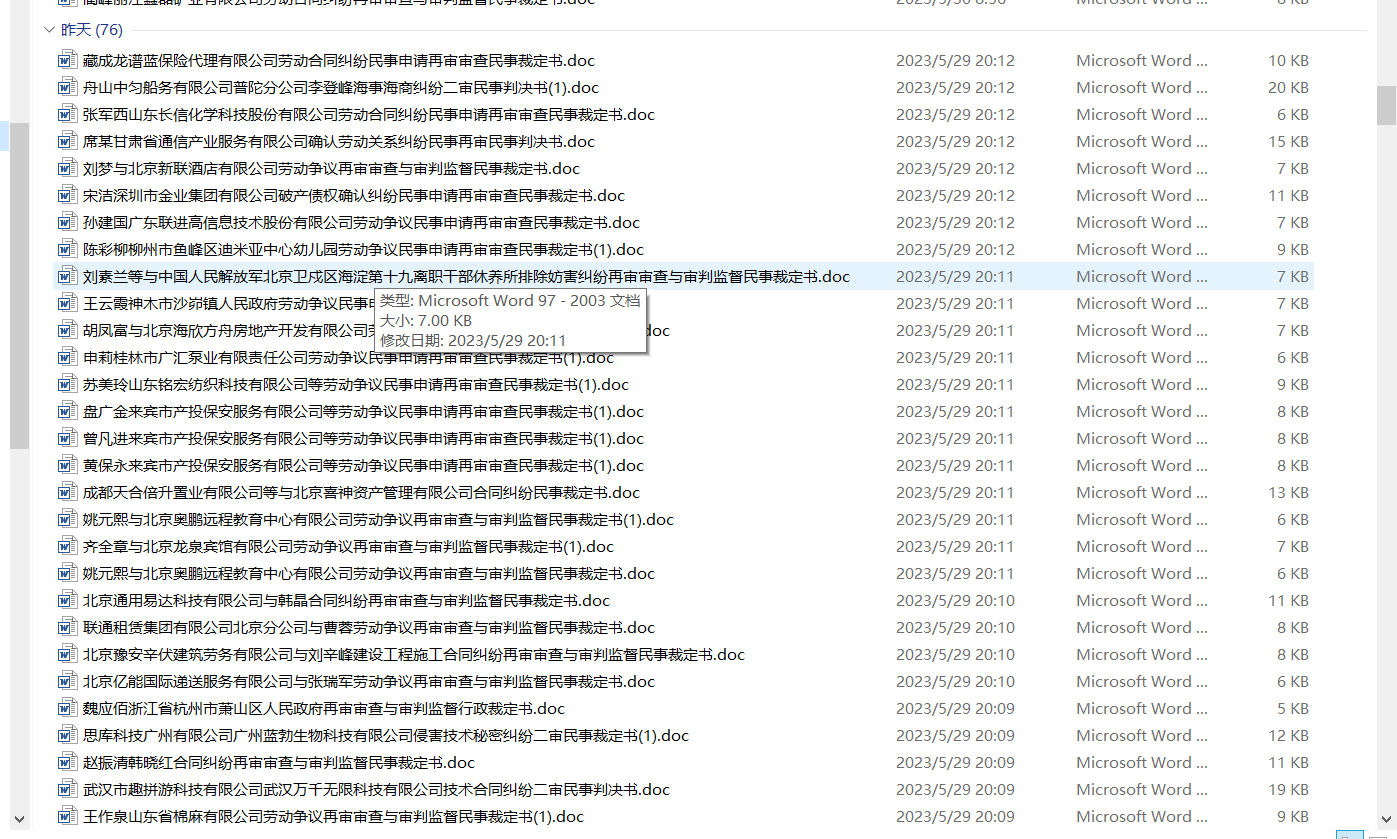 昨天 (76)
藏成龙谱蓝保险代理有限公司劳动合同纠纷民事申请再审审查民事裁定书.doc 2023/5/29 20:12 Microsoft Word ... 10 KB
舟山中匀船务有限公司普陀分公司李登峰海事海商纠纷二审民事判决书(1).doc 2023/5/29 20:12 Microsoft Word ... 20 KB
张军西山东长信化学科技股份有限公司劳动合同纠纷民事申请再审审查民事裁定书.doc 2023/5/29 20:12 Microsoft Word ... 6 KB
席某甘肃省通信产业服务有限公司确认劳动关系纠纷民事再审民事判决书.doc 2023/5/29 20:12 Microsoft Word ... 15 KB
刘梦与北京新联酒店有限公司劳动争议再审审查与审判监督民事裁定书.doc 2023/5/29 20:12 Microsoft Word ... 7 KB
宋洁深圳市金业集团有限公司破产债权确认纠纷民事申请再审审查民事裁定书.doc 2023/5/29 20:12 Microsoft Word ... 11 KB
孙建国广东联进高信息技术股份有限公司劳动争议民事申请再审审查民事裁定书.doc 2023/5/29 20:12 Microsoft Word ... 7 KB
陈彩柳柳州市鱼峰区迪米亚中心幼儿园劳动争议民事申请再审审查民事裁定书(1).doc 2023/5/29 20:12 Microsoft Word ... 9 KB
刘素兰等与中国人民解放军北京卫戍区海淀第十九离职干部休养所排除妨害纠纷再审审查与审判监督民事裁定书.doc 2023/5/29 20:11 Microsoft Word ... 7 KB
王云霞神木市沙峁镇人民政府劳动争议民事 2023/5/29 20:11 Microsoft Word ... 7 KB
类型: Microsoft Word 97 - 2003 文档
大小: 7.00 KB
修改日期: 2023/5/29 20:11
胡凤富与北京海欣方舟房地产开发有限公司 doc 2023/5/29 20:11 Microsoft Word ... 7 KB
申莉桂林市广汇泵业有限责任公司劳动争议民事申请再审审查民事裁定书(1).doc 2023/5/29 20:11 Microsoft Word ... 6 KB
苏美玲山东铭宏纺织科技有限公司等劳动争议民事申请再审审查民事裁定书(1).doc 2023/5/29 20:11 Microsoft Word ... 9 KB
盘广金来宾市产投保安服务有限公司等劳动争议民事申请再审审查民事裁定书(1).doc 2023/5/29 20:11 Microsoft Word ... 8 KB
曾凡进来宾市产投保安服务有限公司等劳动争议民事申请再审审查民事裁定书(1).doc 2023/5/29 20:11 Microsoft Word ... 8 KB
黄保永来宾市产投保安服务有限公司等劳动争议民事申请再审审查民事裁定书(1).doc 2023/5/29 20:11 Microsoft Word ... 8 KB
成都天合倍升置业有限公司等与北京喜神资产管理有限公司合同纠纷民事裁定书.doc 2023/5/29 20:11 Microsoft Word ... 13 KB
姚元熙与北京奥鹏远程教育中心有限公司劳动争议再审审查与审判监督民事裁定书(1).doc 2023/5/29 20:11 Microsoft Word ... 6 KB
齐全章与北京龙泉宾馆有限公司劳动争议再审审查与审判监督民事裁定书(1).doc 2023/5/29 20:11 Microsoft Word ... 7 KB
姚元熙与北京奥鹏远程教育中心有限公司劳动争议再审审查与审判监督民事裁定书.doc 2023/5/29 20:11 Microsoft Word ... 6 KB
北京通用易达科技有限公司与韩晶合同纠纷再审审查与审判监督民事裁定书.doc 2023/5/29 20:10 Microsoft Word ... 11 KB
联通租赁集团有限公司北京分公司与曹蓉劳动争议再审审查与审判监督民事裁定书.doc 2023/5/29 20:10 Microsoft Word ... 8 KB
北京豫安辛伏建筑劳务有限公司与刘辛峰建设工程施工合同纠纷再审审查与审判监督民事裁定书.doc 2023/5/29 20:10 Microsoft Word ... 8 KB
北京亿能国际递送服务有限公司与张瑞军劳动争议再审审查与审判监督民事裁定书.doc 2023/5/29 20:10 Microsoft Word ... 6 KB
魏应佰浙江省杭州市萧山区人民政府再审审查与审判监督行政裁定书.doc 2023/5/29 20:09 Microsoft Word ... 5 KB
思库科技广州有限公司广州蓝勃生物科技有限公司侵害技术秘密纠纷二审民事裁定书(1).doc 2023/5/29 20:09 Microsoft Word ... 12 KB
赵振清韩晓红合同纠纷再审审查与审判监督民事裁定书.doc 2023/5/29 20:09 Microsoft Word ... 11 KB
武汉市趣拼游科技有限公司武汉万千无限科技有限公司技术合同纠纷二审民事判决书.doc 2023/5/29 20:09 Microsoft Word ... 19 KB
王作泉山东省棉麻有限公司劳动争议再审审查与审判监督民事裁定书(1).doc 2023/5/29 20:09 Microsoft Word ... 9 KB